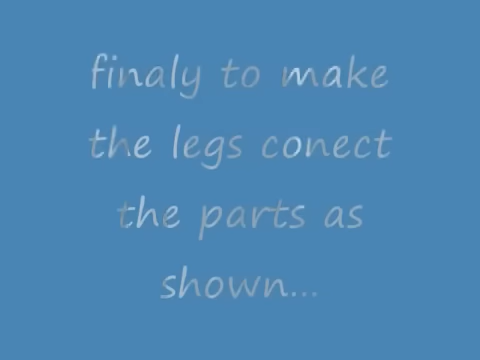 finaly to make
the legs conect
the parts as
shown...